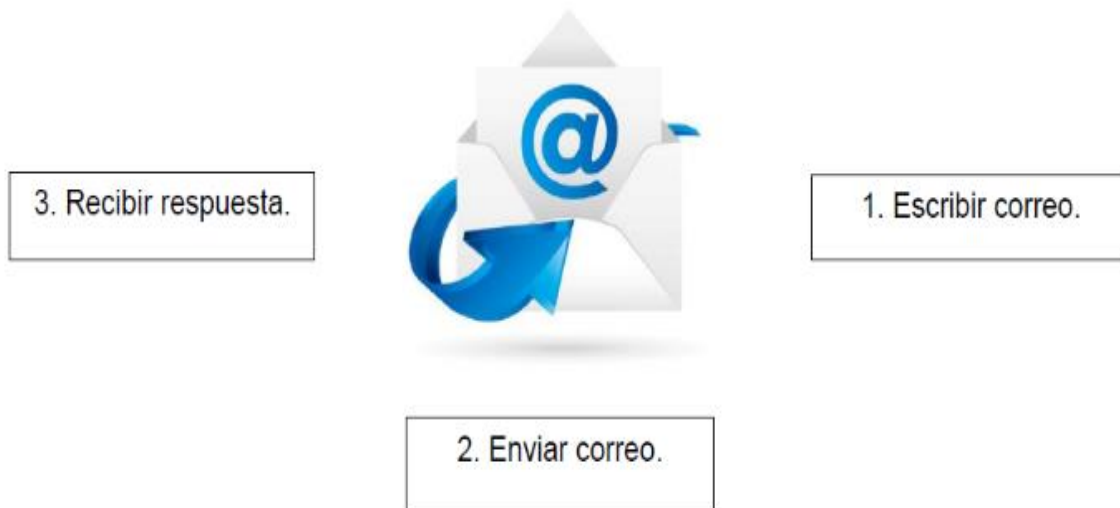 @
3. Recibir respuesta.
1. Escribir correo.
2. Enviar correo.